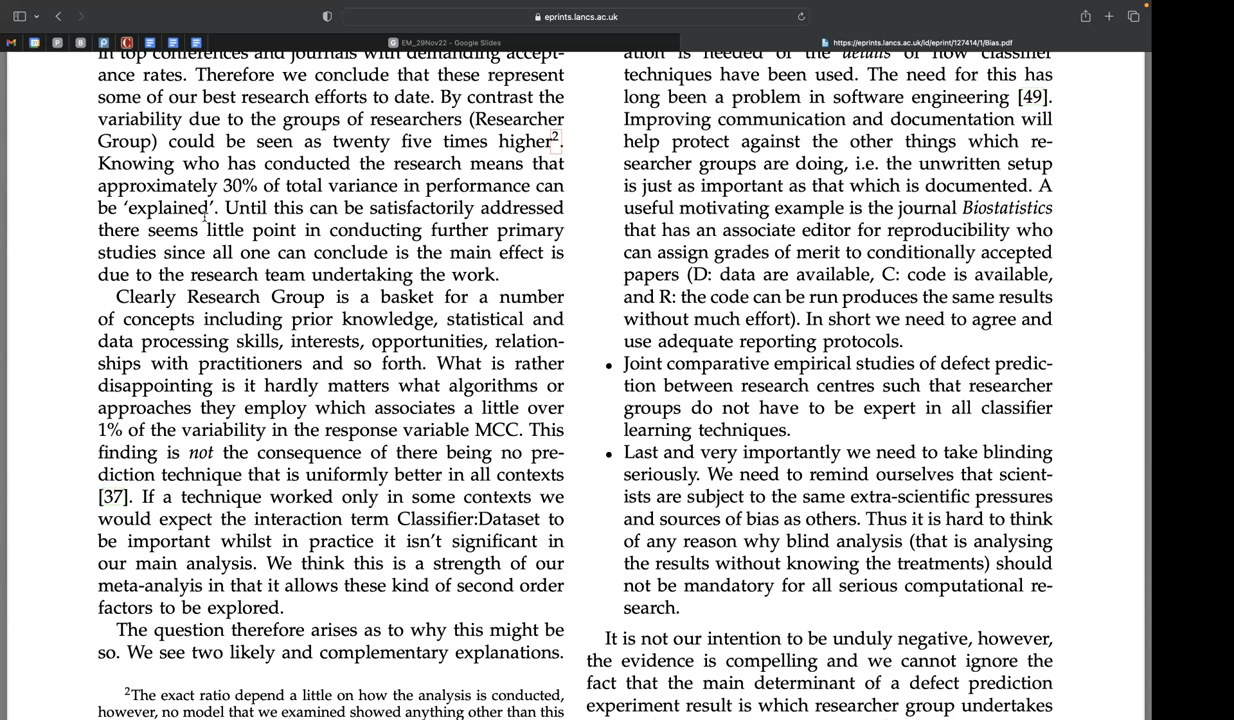 eprints.lancs.ac.uk
EM_29Nov22 - Google Slides
https://eprints.lancs.ac.uk/id/eprint/127414/1/Bias.pdf
in top conferences and journals with demanding accept-
ance rates. Therefore we conclude that these represent
some of our best research efforts to date. By contrast the
variability due to the groups of researchers (Researcher
Group) could be seen as twenty five times higher2.
Knowing who has conducted the research means that
approximately 30% of total variance in performance can
be ‘explained’. Until this can be satisfactorily addressed
there seems little point in conducting further primary
studies since all one can conclude is the main effect is
due to the research team undertaking the work.
Clearly Research Group is a basket for a number
of concepts including prior knowledge, statistical and
data processing skills, interests, opportunities, relation-
ships with practitioners and so forth. What is rather
disappointing is it hardly matters what algorithms or
approaches they employ which associates a little over
1% of the variability in the response variable MCC. This
finding is not the consequence of there being no pre-
diction technique that is uniformly better in all contexts
[37]. If a technique worked only in some contexts we
would expect the interaction term Classifier:Dataset to
be important whilst in practice it isn’t significant in
our main analysis. We think this is a strength of our
meta-analysis in that it allows these kind of second order
factors to be explored.
The question therefore arises as to why this might be
so. We see two likely and complementary explanations.
2The exact ratio depend a little on how the analysis is conducted,
however, no model that we examined showed anything other than this
ation is needed of the details of how classifier
techniques have been used. The need for this has
long been a problem in software engineering [49].
Improving communication and documentation will
help protect against the other things which re-
searcher groups are doing, i.e. the unwritten setup
is just as important as that which is documented. A
useful motivating example is the journal Biostatistics
that has an associate editor for reproducibility who
can assign grades of merit to conditionally accepted
papers (D: data are available, C: code is available,
and R: the code can be run produces the same results
without much effort). In short we need to agree and
use adequate reporting protocols.
• Joint comparative empirical studies of defect predic-
tion between research centres such that researcher
groups do not have to be expert in all classifier
learning techniques.
• Last and very importantly we need to take blinding
seriously. We need to remind ourselves that scient-
ists are subject to the same extra-scientific pressures
and sources of bias as others. Thus it is hard to think
of any reason why blind analysis (that is analysing
the results without knowing the treatments) should
not be mandatory for all serious computational re-
search.
It is not our intention to be unduly negative, however,
the evidence is compelling and we cannot ignore the
fact that the main determinant of a defect prediction
experiment result is which researcher group undertakes